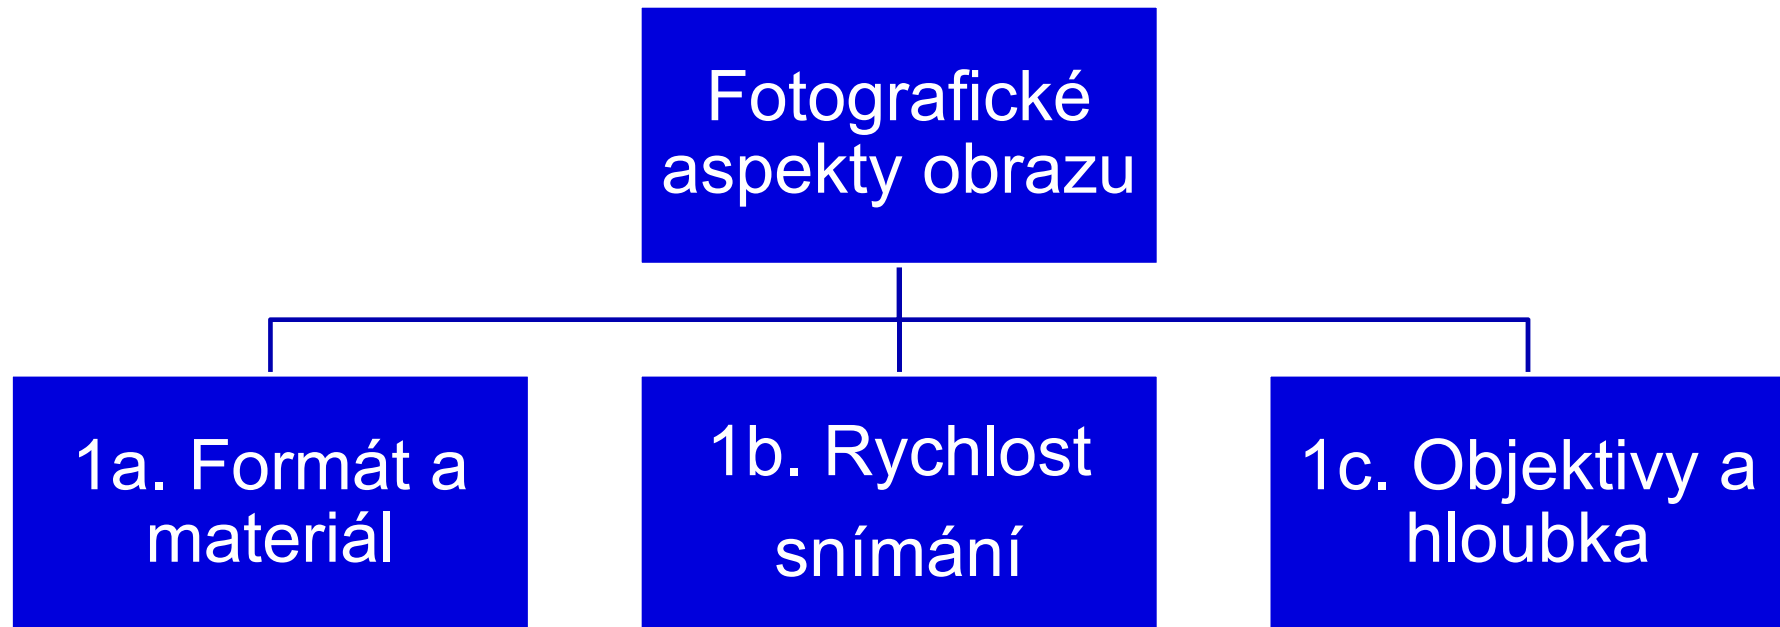 Fotografické
aspekty obrazu
1a. Formát a
materiál
1b. Rychlost
snímání
1c. Objektivy a
hloubka